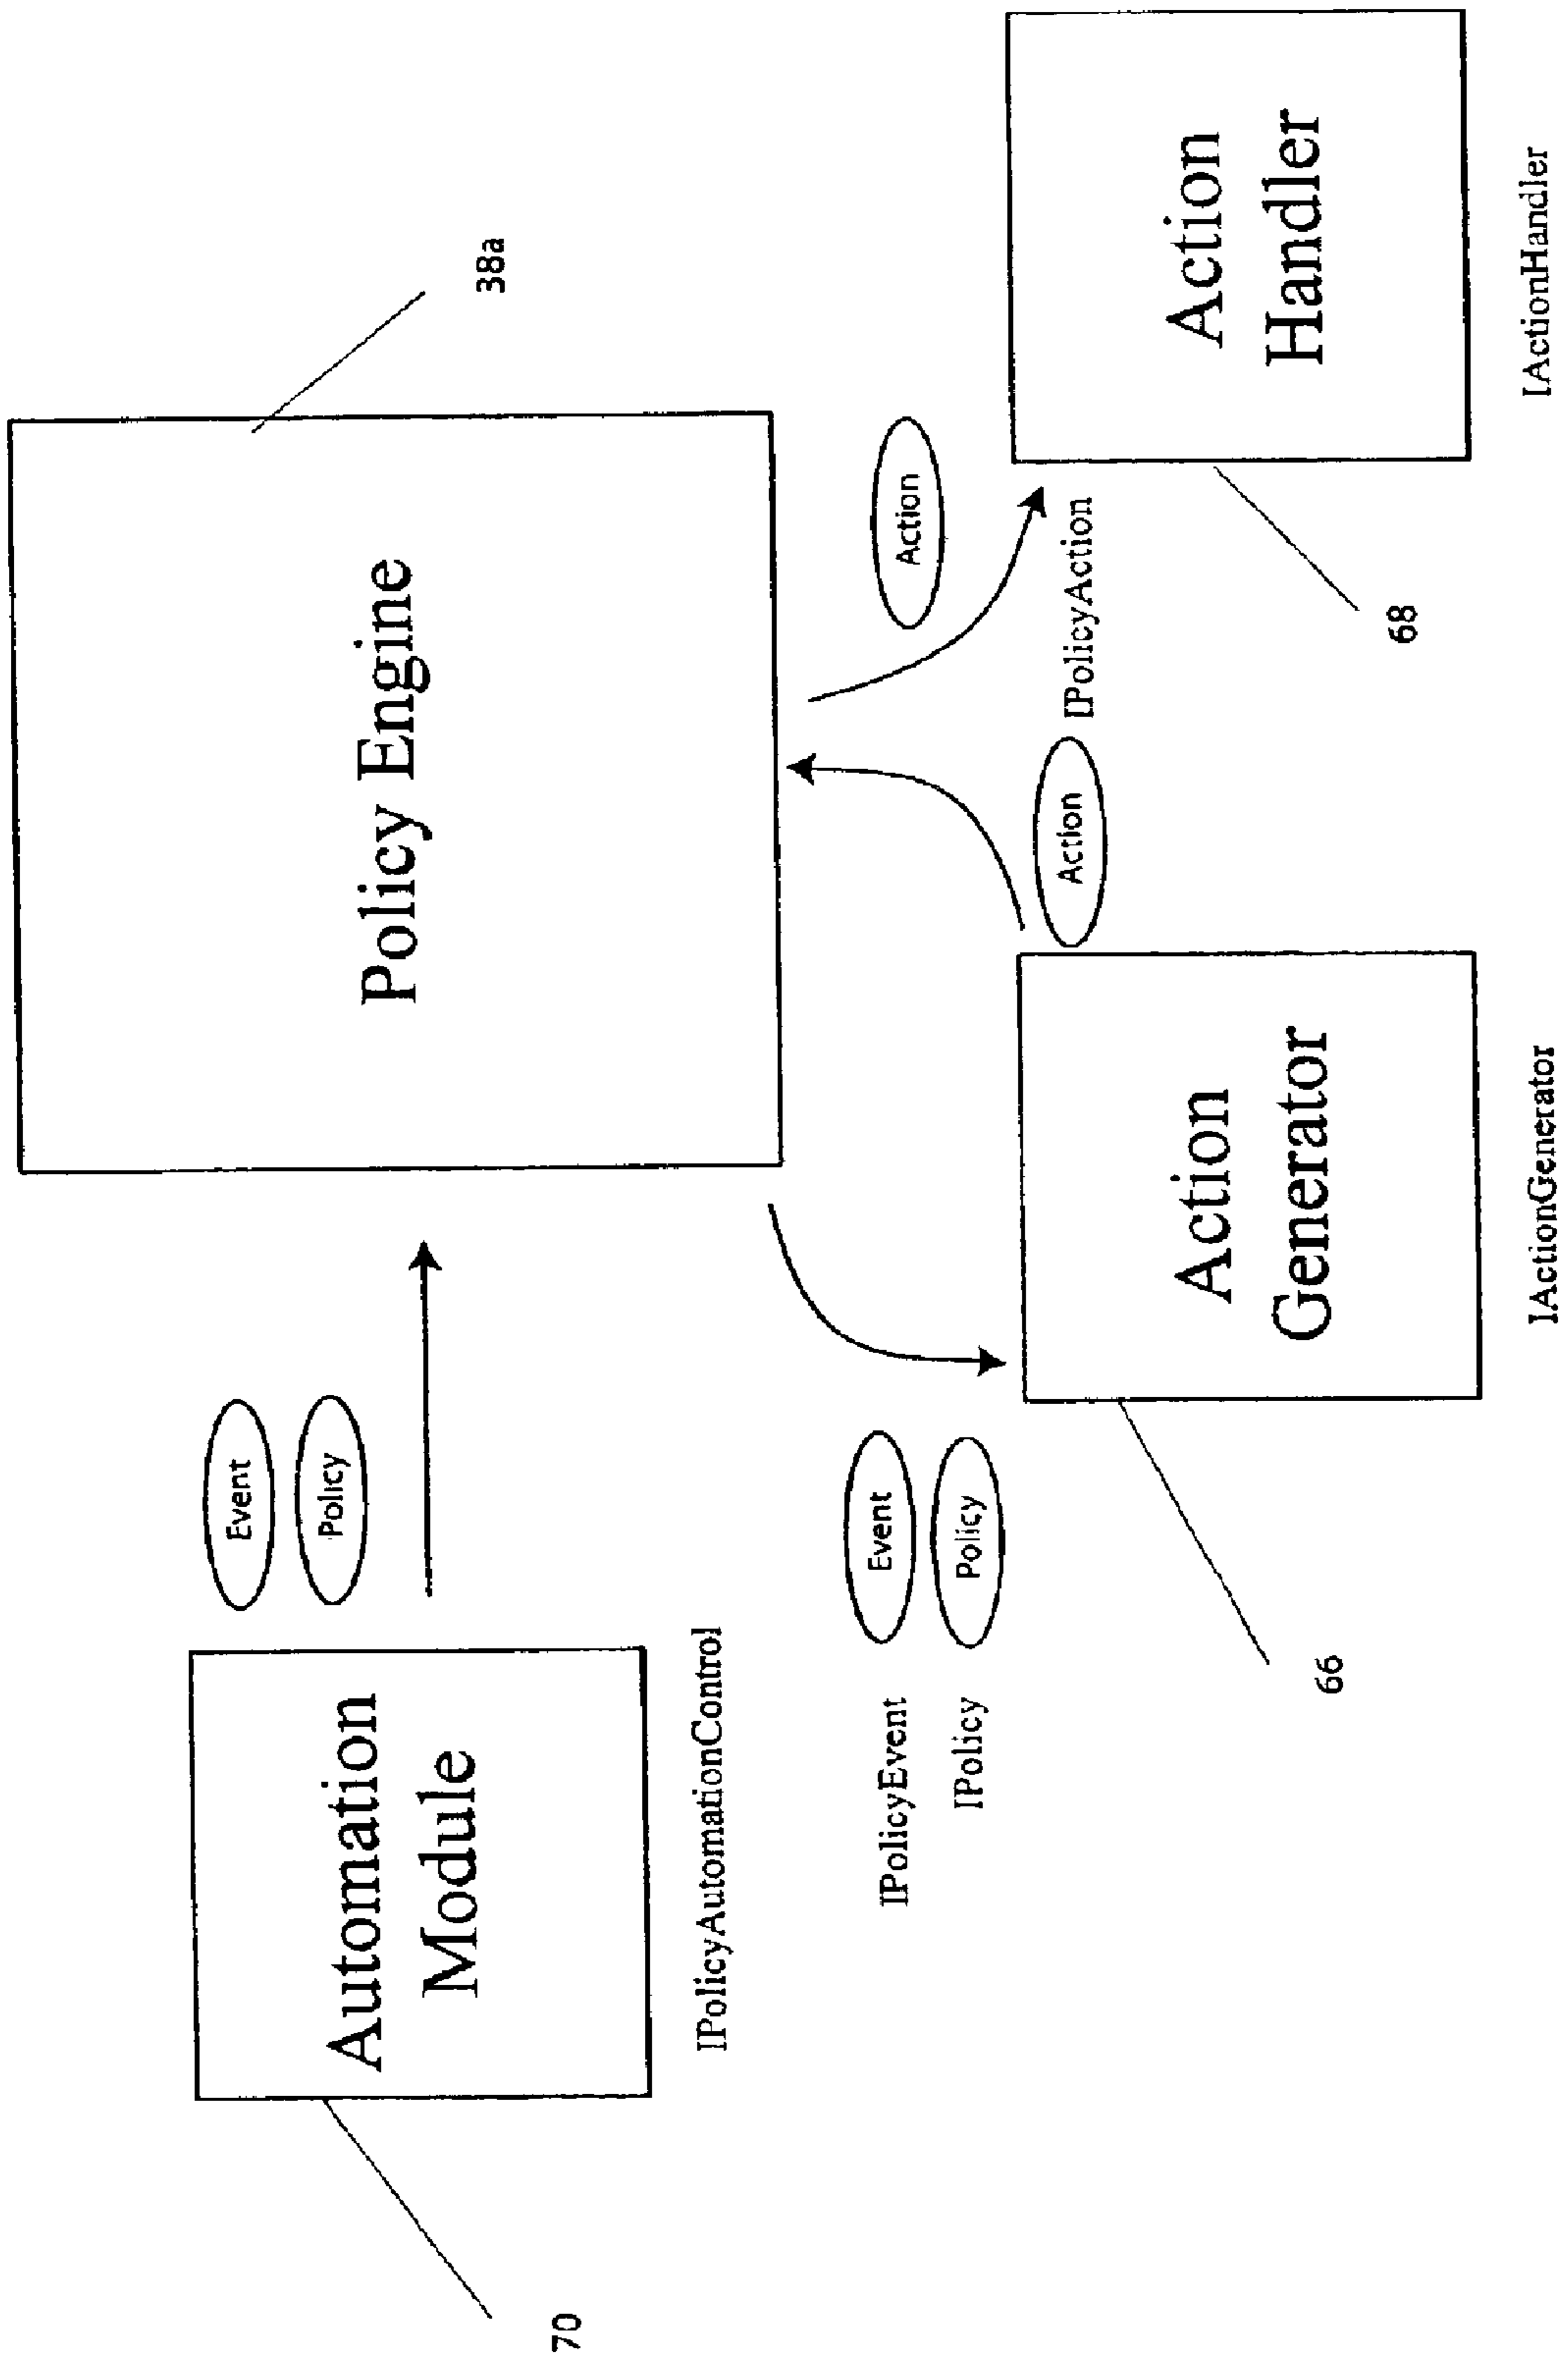 Policy Engine
38a
Event
Policy
Automation
Module
70
IPolicyAutomationControl
Event
Policy
IPolicyEvent
IPolicy
Action
IPolicyAction
Action
Action
Generator
66
IActionGenerator
Action
Handler
68
IActionHandler